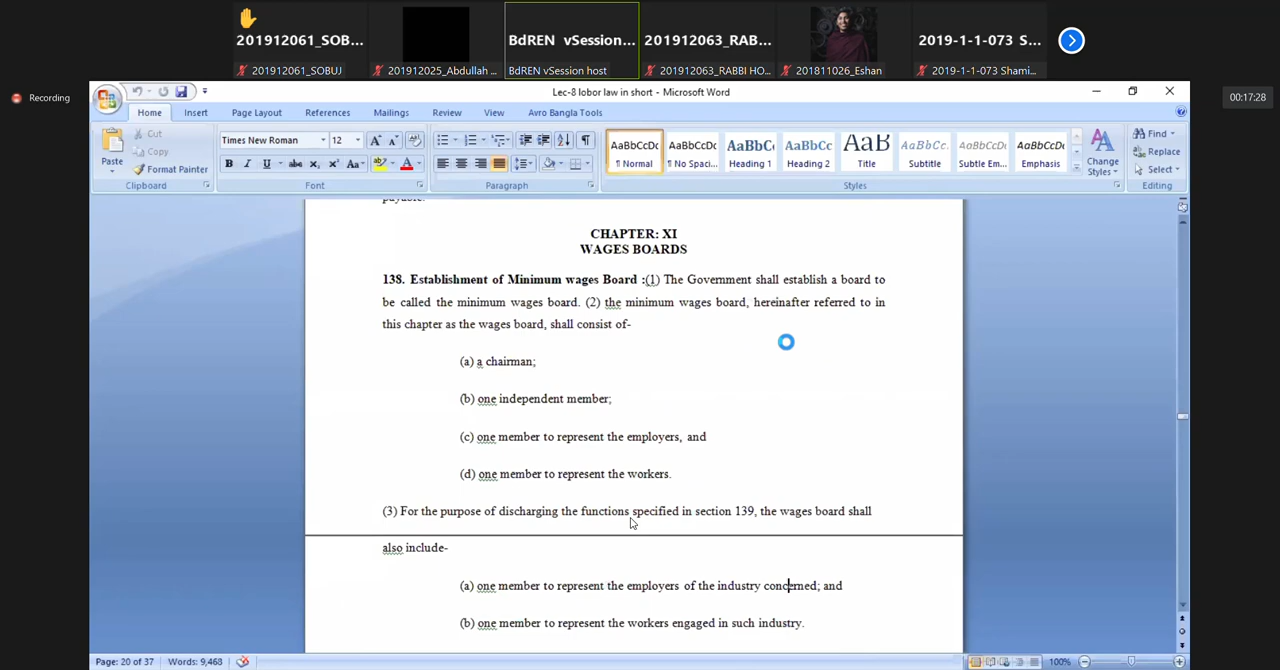 201912061_SOB...
BdREN vSession...
201912063_RAB...
2019-1-1-073 S...
201912061_SOBUJ
201912025_Abdullah ...
BdREN vSession host
201912063_RABBI HO...
201811026_Eshan
2019-1-1-073 Shami...
Recording
00:17:28
Lec-8 lobor law in short - Microsoft Word
Home Insert Page Layout References Mailings Review View Avro Bangla Tools
Paste
Cut
Copy
Format Painter
Clipboard
Times New Roman 12
Font
Paragraph
AaBbCcDc AaBbCcDc AaBbC AaBbCc AaB AaBbCc. AaBbCcDc AaBbCcDc
¶ Normal ¶ No Spaci... Heading 1 Heading 2 Title Subtitle Subtle Em... Emphasis
Change Styles
Styles
Find
Replace
Select
Editing
payable.
CHAPTER: XI
WAGES BOARDS
138. Establishment of Minimum wages Board :(1) The Government shall establish a board to
be called the minimum wages board. (2) the minimum wages board, hereinafter referred to in
this chapter as the wages board, shall consist of-
(a) a chairman;
(b) one independent member;
(c) one member to represent the employers, and
(d) one member to represent the workers.
(3) For the purpose of discharging the functions specified in section 139, the wages board shall
also include-
(a) one member to represent the employers of the industry concerned; and
(b) one member to represent the workers engaged in such industry.
Page: 20 of 37 Words: 9,468 100%